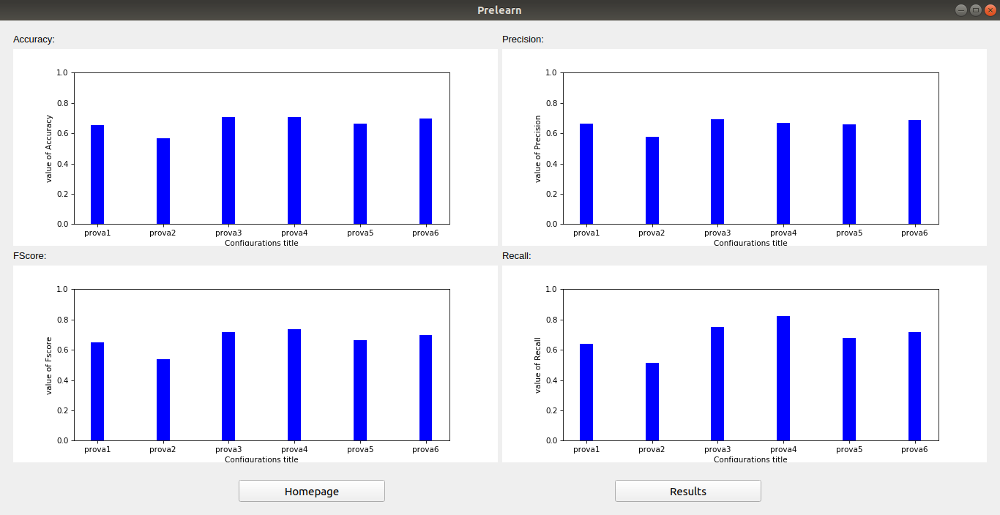 Prelearn
Accuracy:
1.0
0.8
0.6
0.4
0.2
0.0
value of Accuracy
prova1 prova2 prova3 prova4 prova5 prova6
Configurations title
Precision:
1.0
0.8
0.6
0.4
0.2
0.0
value of Precision
prova1 prova2 prova3 prova4 prova5 prova6
Configurations title
FScore:
1.0
0.8
0.6
0.4
0.2
0.0
value of Fscore
prova1 prova2 prova3 prova4 prova5 prova6
Configurations title
Recall:
1.0
0.8
0.6
0.4
0.2
0.0
value of Recall
prova1 prova2 prova3 prova4 prova5 prova6
Configurations title
Homepage
Results